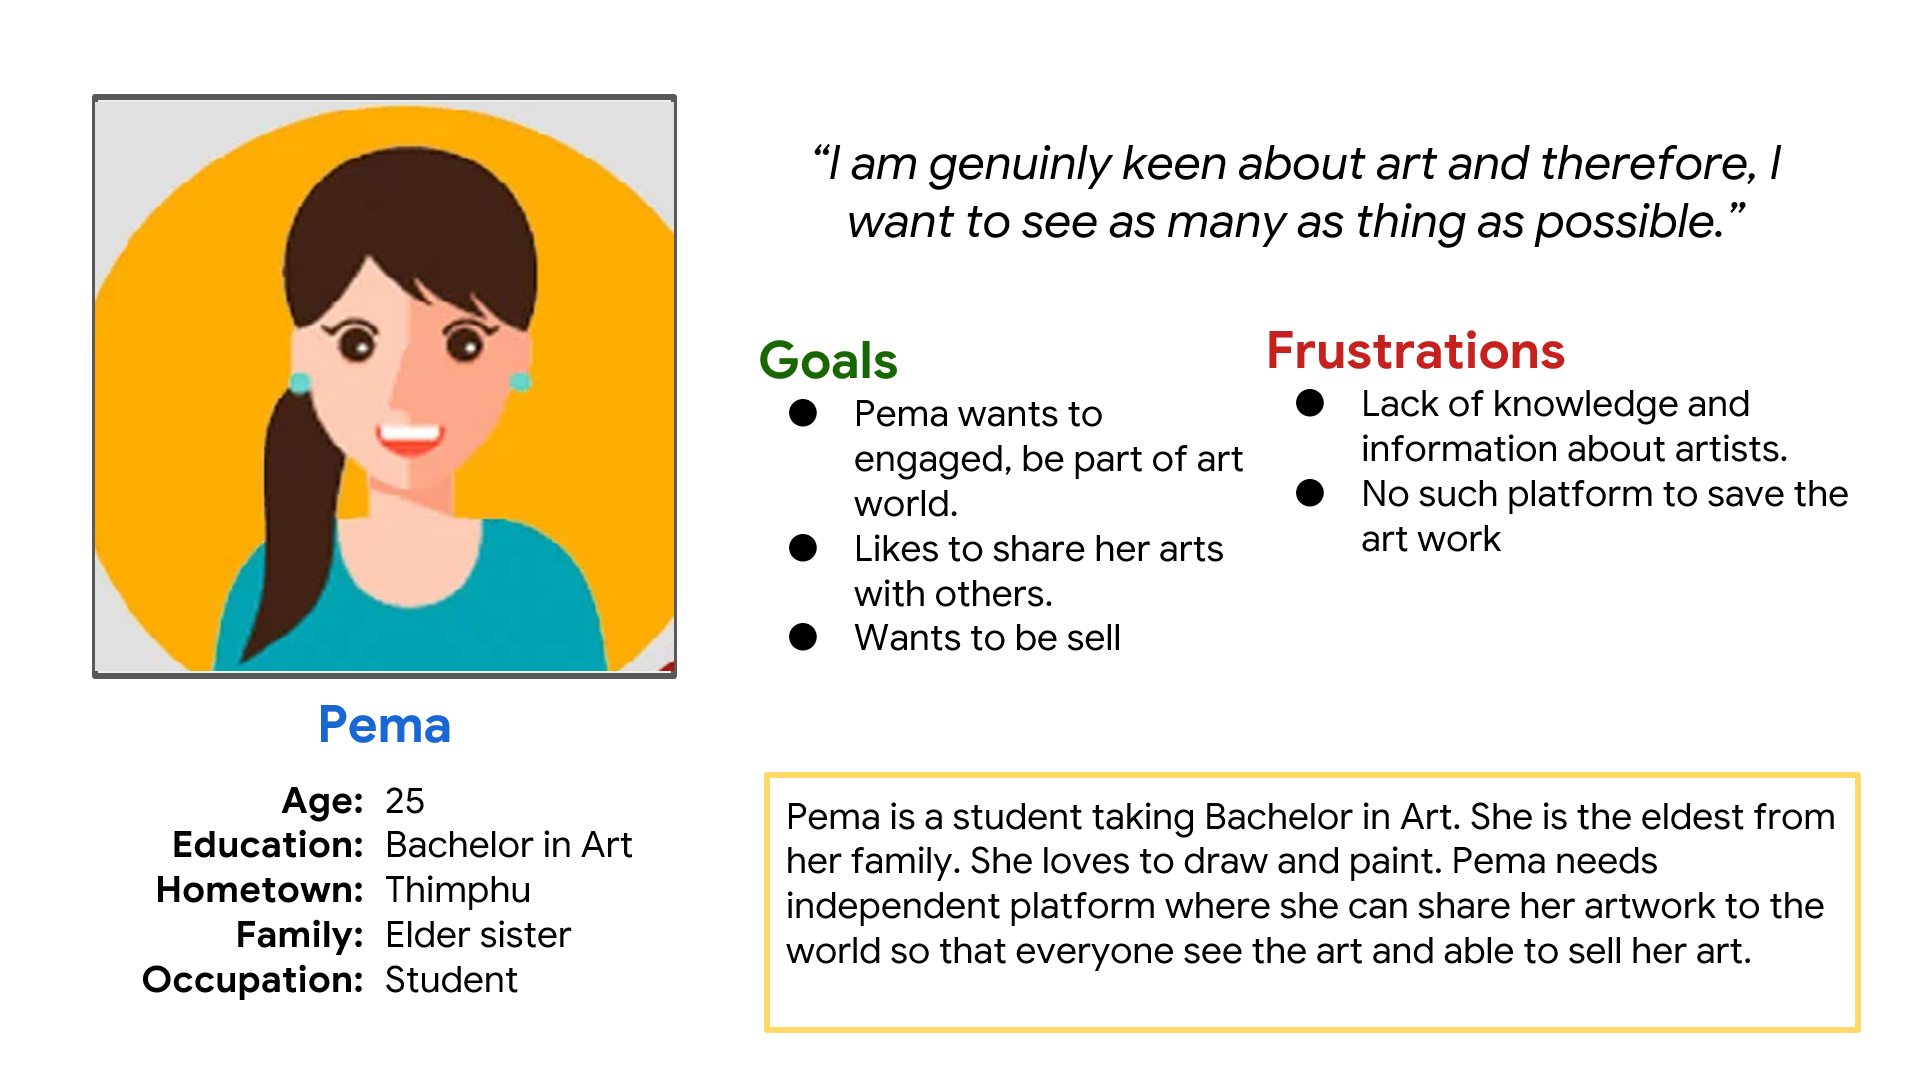 “I am genuinly keen about art and therefore, I
want to see as many as thing as possible.”
Goals
● Pema wants to
engaged, be part of art
world.
● Likes to share her arts
with others.
● Wants to be sell
Frustrations
● Lack of knowledge and
information about artists.
● No such platform to save the
art work
Pema
Age: 25
Education: Bachelor in Art
Hometown: Thimphu
Family: Elder sister
Occupation: Student
Pema is a student taking Bachelor in Art. She is the eldest from
her family. She loves to draw and paint. Pema needs
independent platform where she can share her artwork to the
world so that everyone see the art and able to sell her art.